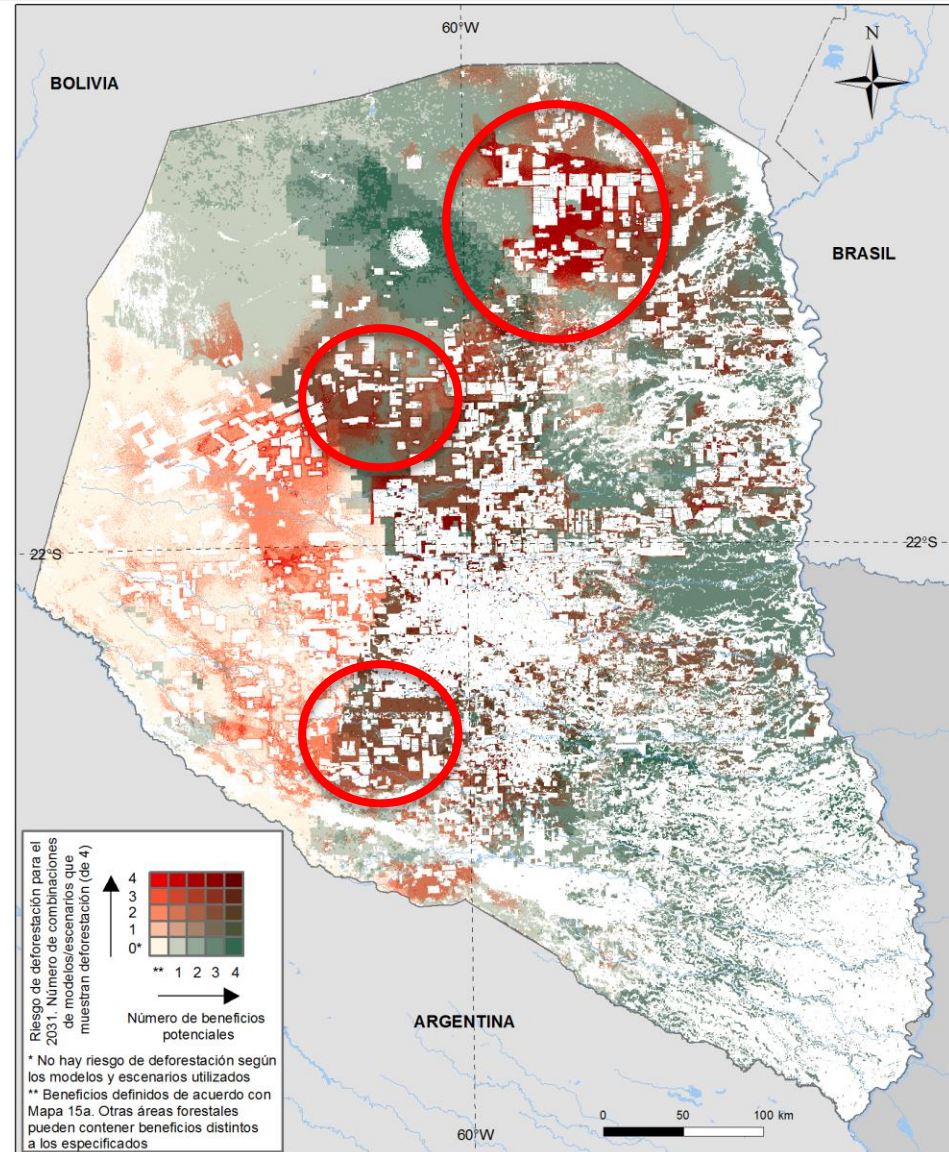 60°W
N
BOLIVIA
BRASIL
22°S
22°S
Riesgo de deforestación para el
2031. Número de combinaciones
de modelos/escenarios que
muestran deforestación (de 4)
4
3
2
1
0*
** 1 2 3 4
Número de beneficios
potenciales
* No hay riesgo de deforestación según
los modelos y escenarios utilizados
** Beneficios definidos de acuerdo con
Mapa 15a. Otras áreas forestales
pueden contener beneficios distintos
a los especificados
ARGENTINA
0 50 100 km
60°W